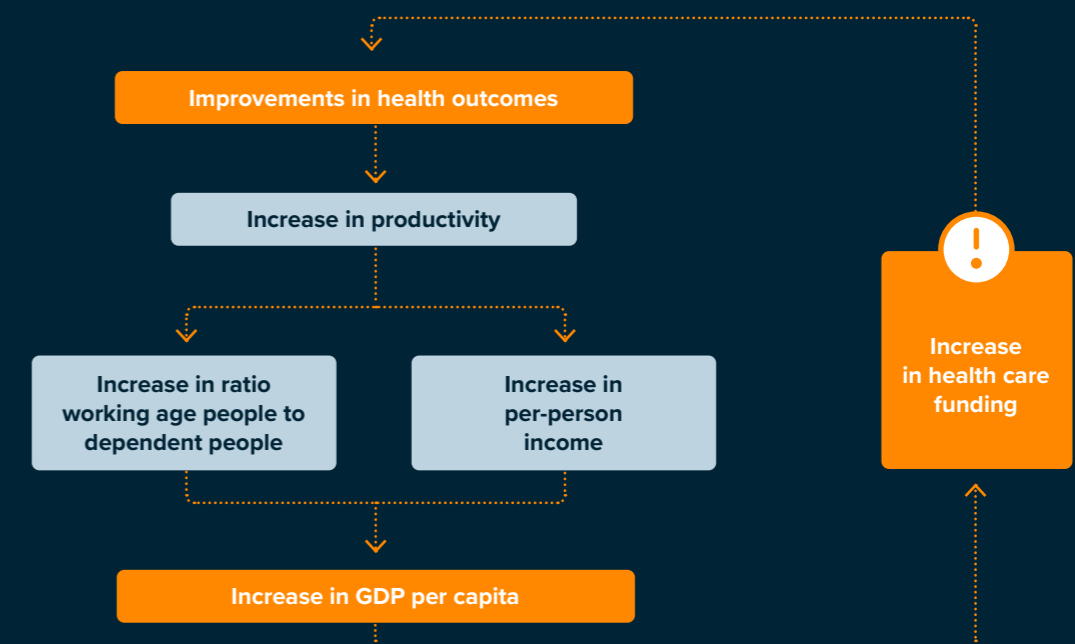 Improvements in health outcomes
Increase in productivity
Increase in ratio
working age people to
dependent people
Increase in
per-person
income
Increase in GDP per capita
!
Increase
in health care
funding